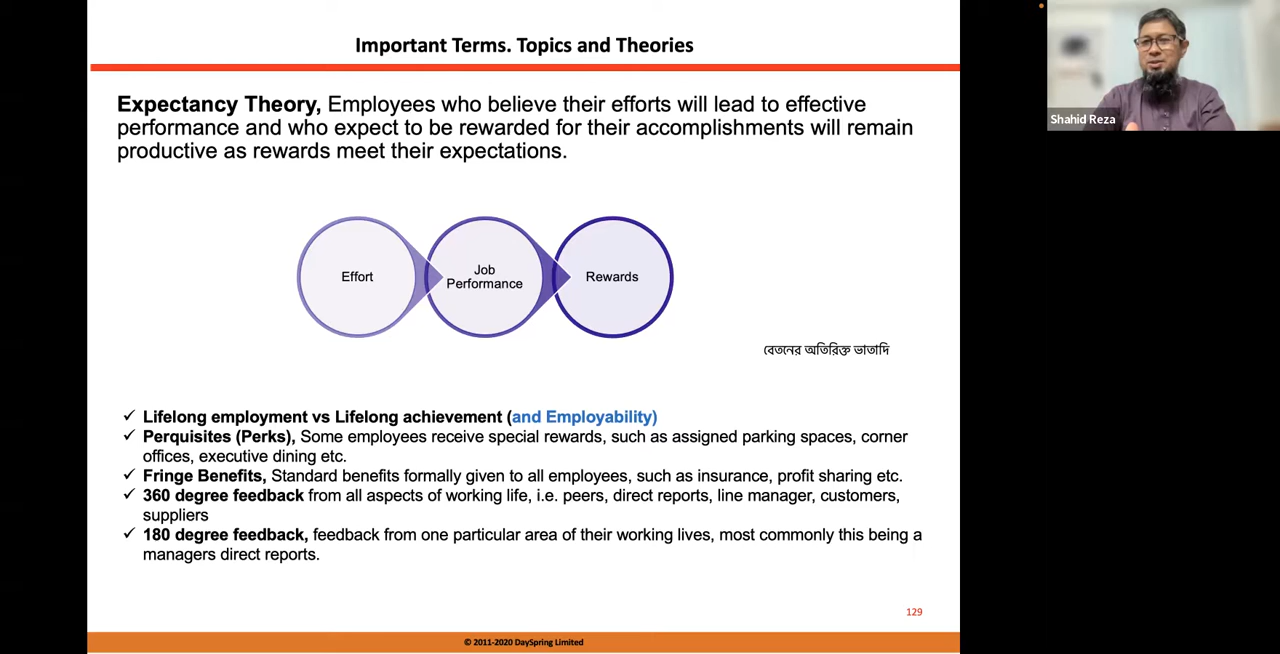 Important Terms. Topics and Theories
Shahid Reza
Expectancy Theory, Employees who believe their efforts will lead to effective
performance and who expect to be rewarded for their accomplishments will remain
productive as rewards meet their expectations.
Effort
Job
Performance
Rewards
বেতনের অতিরিক্ত ভাতাদি
✓ Lifelong employment vs Lifelong achievement (and Employability)
✓ Perquisites (Perks), Some employees receive special rewards, such as assigned parking spaces, corner
offices, executive dining etc.
✓ Fringe Benefits, Standard benefits formally given to all employees, such as insurance, profit sharing etc.
✓ 360 degree feedback from all aspects of working life, i.e. peers, direct reports, line manager, customers,
suppliers
✓ 180 degree feedback, feedback from one particular area of their working lives, most commonly this being a
managers direct reports.
129
© 2011-2020 DaySpring Limited